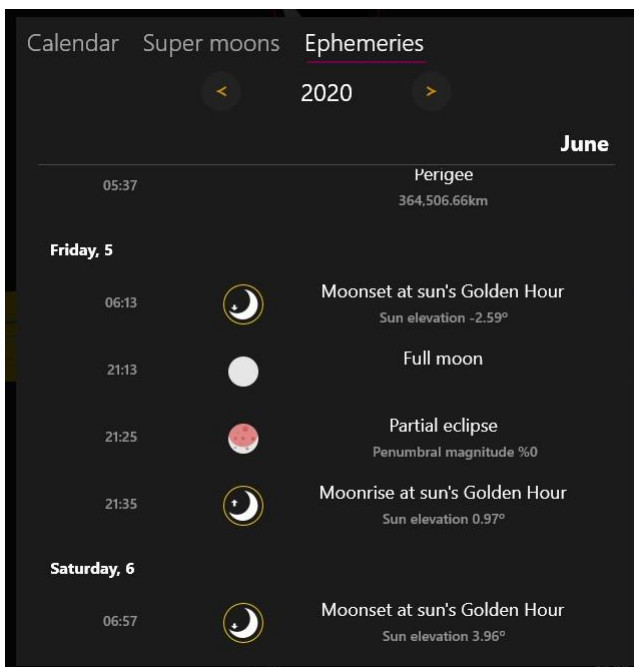 Calendar Super moons Ephemeries
< 2020 >
June
05:37 Perigee
364,506.66km
Friday, 5
06:13 Moonset at sun's Golden Hour
Sun elevation -2.59º
21:13 Full moon
21:25 Partial eclipse
Penumbral magnitude %0
21:35 Moonrise at sun's Golden Hour
Sun elevation 0.97º
Saturday, 6
06:57 Moonset at sun's Golden Hour
Sun elevation 3.96º